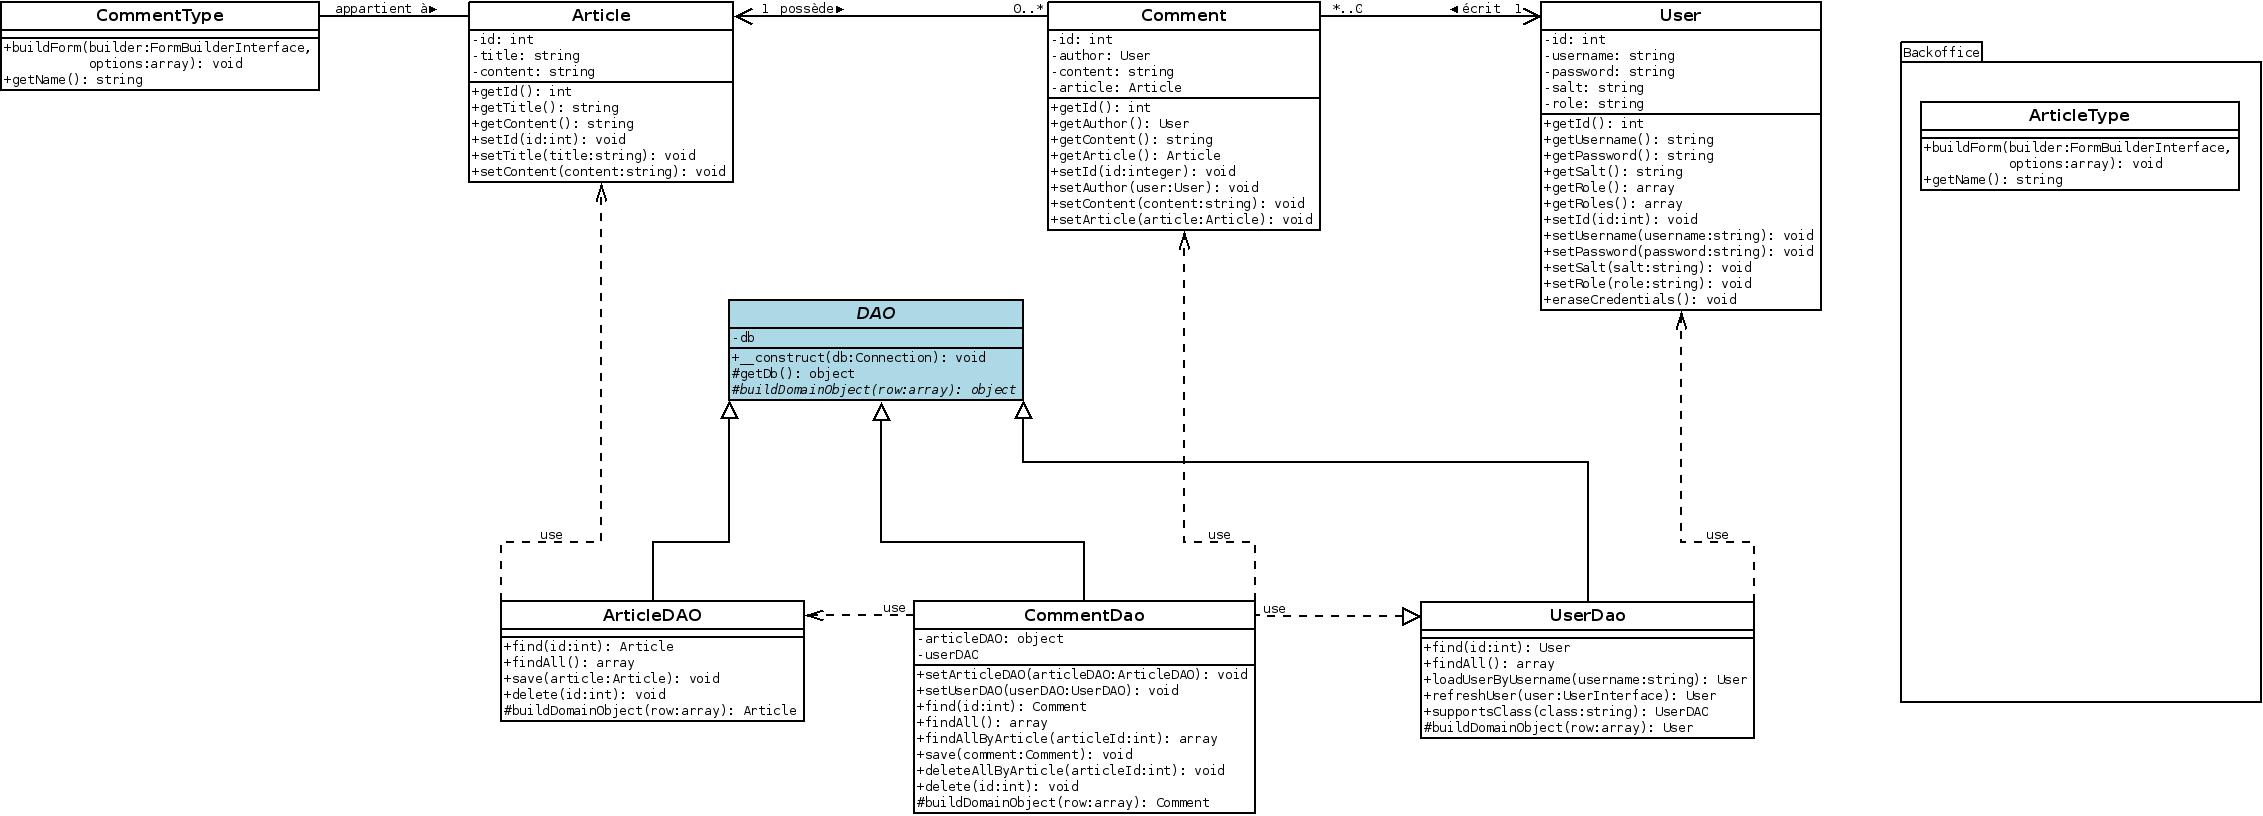 CommentType
+buildForm(builder:FormBuilderInterface,
options:array): void
+getName(): string
appartient à►
Article
-id: int
-title: string
-content: string
+getId(): int
+getTitle(): string
+getContent(): string
+setId(id:int): void
+setTitle(title:string): void
+setContent(content:string): void
1 possède► 0..*
Comment
-id: int
-author: User
-content: string
-article: Article
+getId(): int
+getAuthor(): User
+getContent(): string
+getArticle(): Article
+setId(id:integer): void
+setAuthor(user:User): void
+setContent(content:string): void
+setArticle(article:Article): void
*..0 ◄écrit 1
User
-id: int
-username: string
-password: string
-salt: string
-role: string
+getId(): int
+getUsername(): string
+getPassword(): string
+getSalt(): string
+getRole(): array
+getRoles(): array
+setId(id:int): void
+setUsername(username:string): void
+setPassword(password:string): void
+setSalt(salt:string): void
+setRole(role:string): void
+eraseCredentials(): void
Backoffice
ArticleType
+buildForm(builder:FormBuilderInterface,
options:array): void
+getName(): string
DAO
-db
+__construct(db:Connection): void
#getDb(): object
#buildDomainObject(row:array): object
use
use
use
ArticleDAO
+find(id:int): Article
+findAll(): array
+save(article:Article): void
+delete(id:int): void
#buildDomainObject(row:array): Article
use
CommentDao
-articleDAO: object
-userDAO
+setArticleDAO(articleDAO:ArticleDAO): void
+setUserDAO(userDAO:UserDAO): void
+find(id:int): Comment
+findAll(): array
+findAllByArticle(articleId:int): array
+save(comment:Comment): void
+deleteAllByArticle(articleId:int): void
+delete(id:int): void
#buildDomainObject(row:array): Comment
use
UserDao
+find(id:int): User
+findAll(): array
+loadUserByUsername(username:string): User
+refreshUser(user:UserInterface): User
+supportsClass(class:string): UserDAO
#buildDomainObject(row:array): User